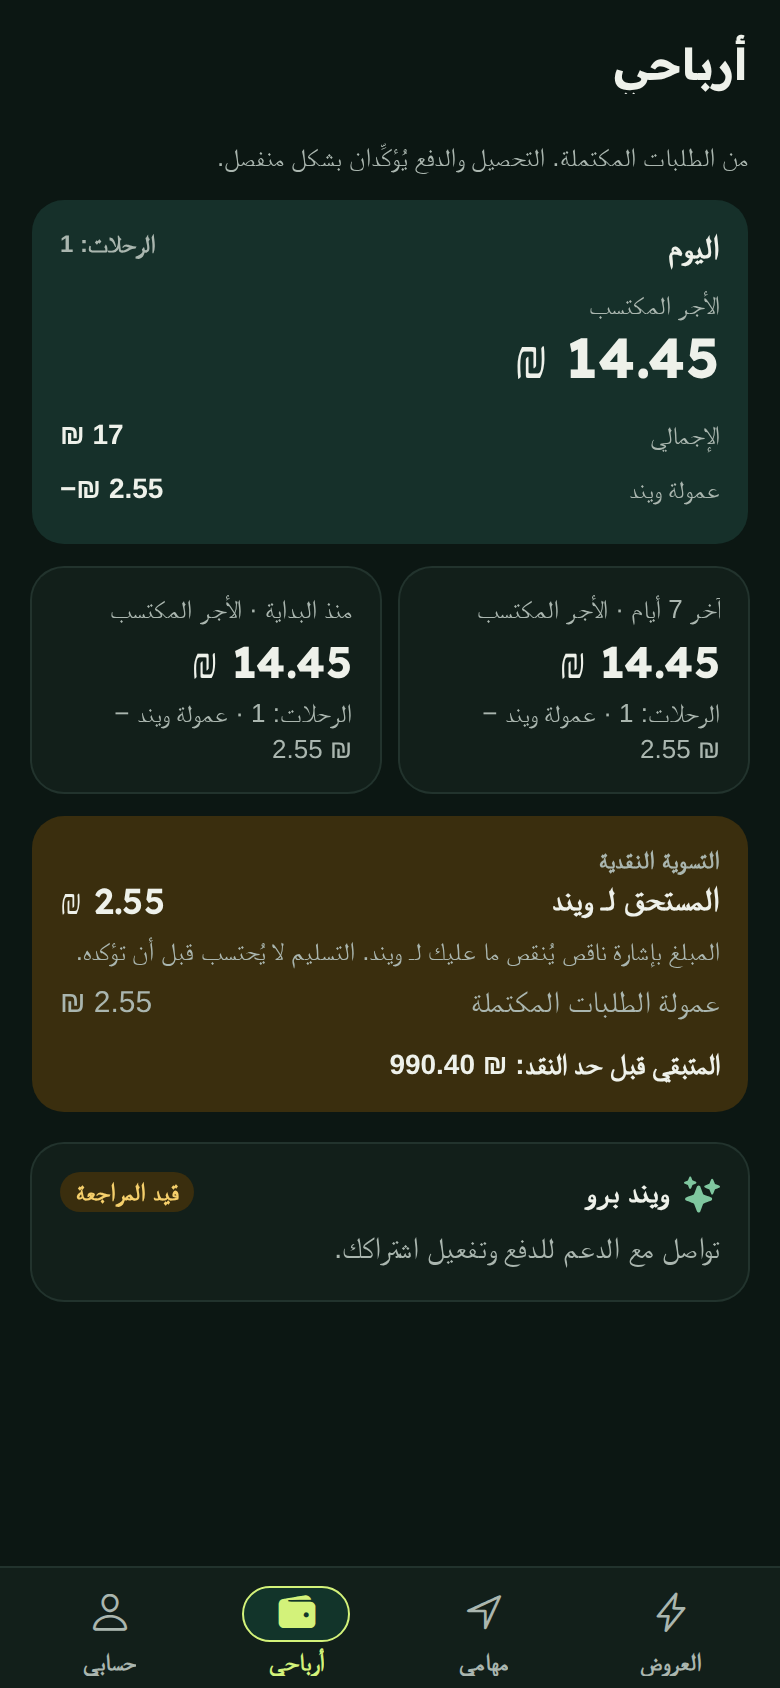 أرباحي
من الطلبات المكتملة. التحصيل والدفع يُؤكَّدان بشكل منفصل.
اليوم
الرحلات: 1
الأجر المكتسب
14.45 ₪
الإجمالي
17 ₪
عمولة ويند
−₪ 2.55
آخر 7 أيام · الأجر المكتسب
14.45 ₪
الرحلات: 1 · عمولة ويند −
₪ 2.55
منذ البداية · الأجر المكتسب
14.45 ₪
الرحلات: 1 · عمولة ويند −
₪ 2.55
التسوية النقدية
المستحق لـ ويند
2.55 ₪
المبلغ بإشارة ناقص يُنقص ما عليك لـ ويند. التسليم لا يُحتسب قبل أن تؤكده.
عمولة الطلبات المكتملة
2.55 ₪
المتبقي قبل حد النقد: ₪ 990.40
ويند برو
قيد المراجعة
تواصل مع الدعم للدفع وتفعيل اشتراكك.
العروض
مهامي
أرباحي
حسابي